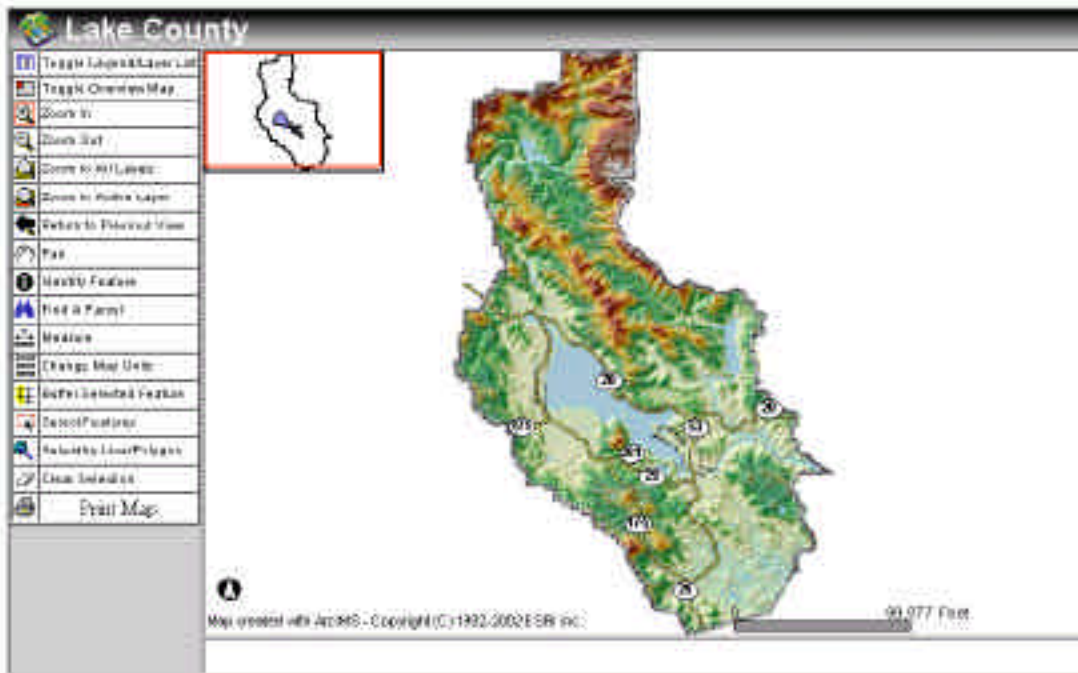 Lake County
Toggle Legend/Layer List
Toggle Overview Map
Zoom In
Zoom Out
Zoom to All Layers
Zoom to Active Layer
Return to Previous View
Pan
Identify Feature
Find A Parcel
Measure
Change Map Units
Buffer Selected Feature
Select Features
Select by Line/Polygon
Clear Selection
Print Map
20
20
53
175
29
175
29
Map created with ArcIMS - Copyright (C) 1992-2002 ESRI Inc.
0
Feet